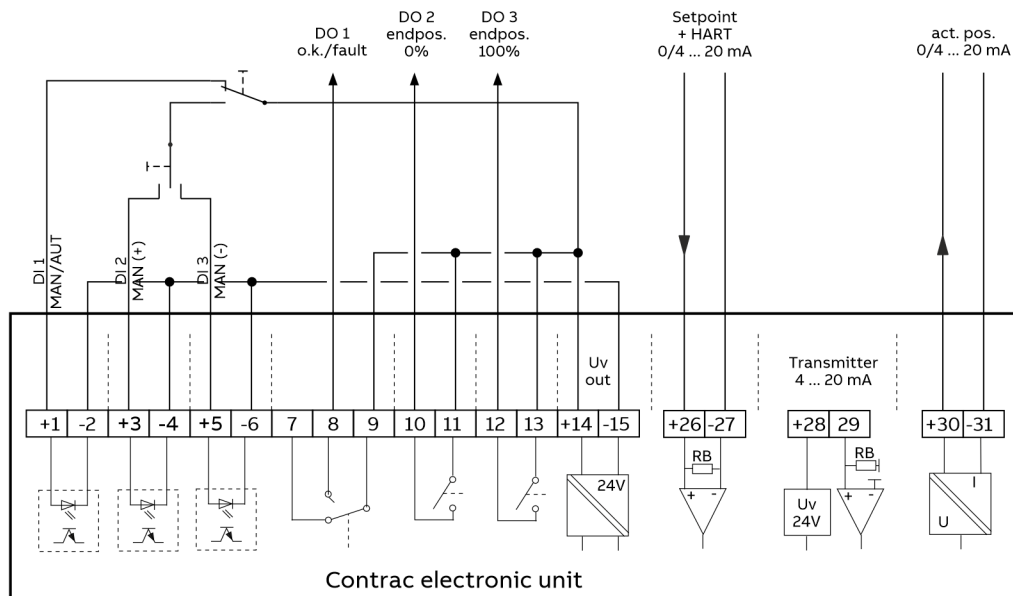 DO 1
o.k./fault
DO 2
endpos.
0%
DO 3
endpos.
100%
Setpoint
+ HART
0/4 ... 20 mA
act. pos.
0/4 ... 20 mA
DI 1
MAN/AUT
DI 2
MAN (+)
DI 3
MAN (-)
Uv
out
Transmitter
4 ... 20 mA
+1 -2 +3 -4 +5 -6 7 8 9 10 11 12 13 +14 -15 +26 -27 +28 29 +30 -31
24V
RB
+ -
Uv
24V
RB
+ -
I
U
Contrac electronic unit